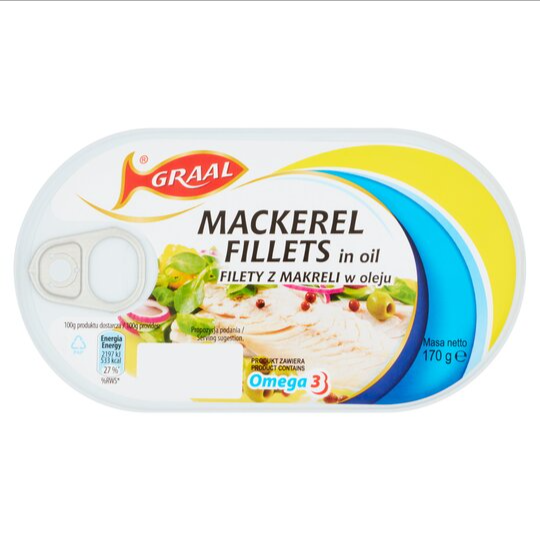 ®
GRAAL
MACKEREL
FILLETS in oil
FILETY Z MAKRELI w oleju
100g produktu dostarcza / 100g provides:
Energia
Energy
2197 kJ
533 kcal
27 %*
%RWS*
Propozycja podania /
Serving suggestion.
PRODUKT ZAWIERA
PRODUCT CONTAINS
Omega 3
Masa netto
170 g ℮